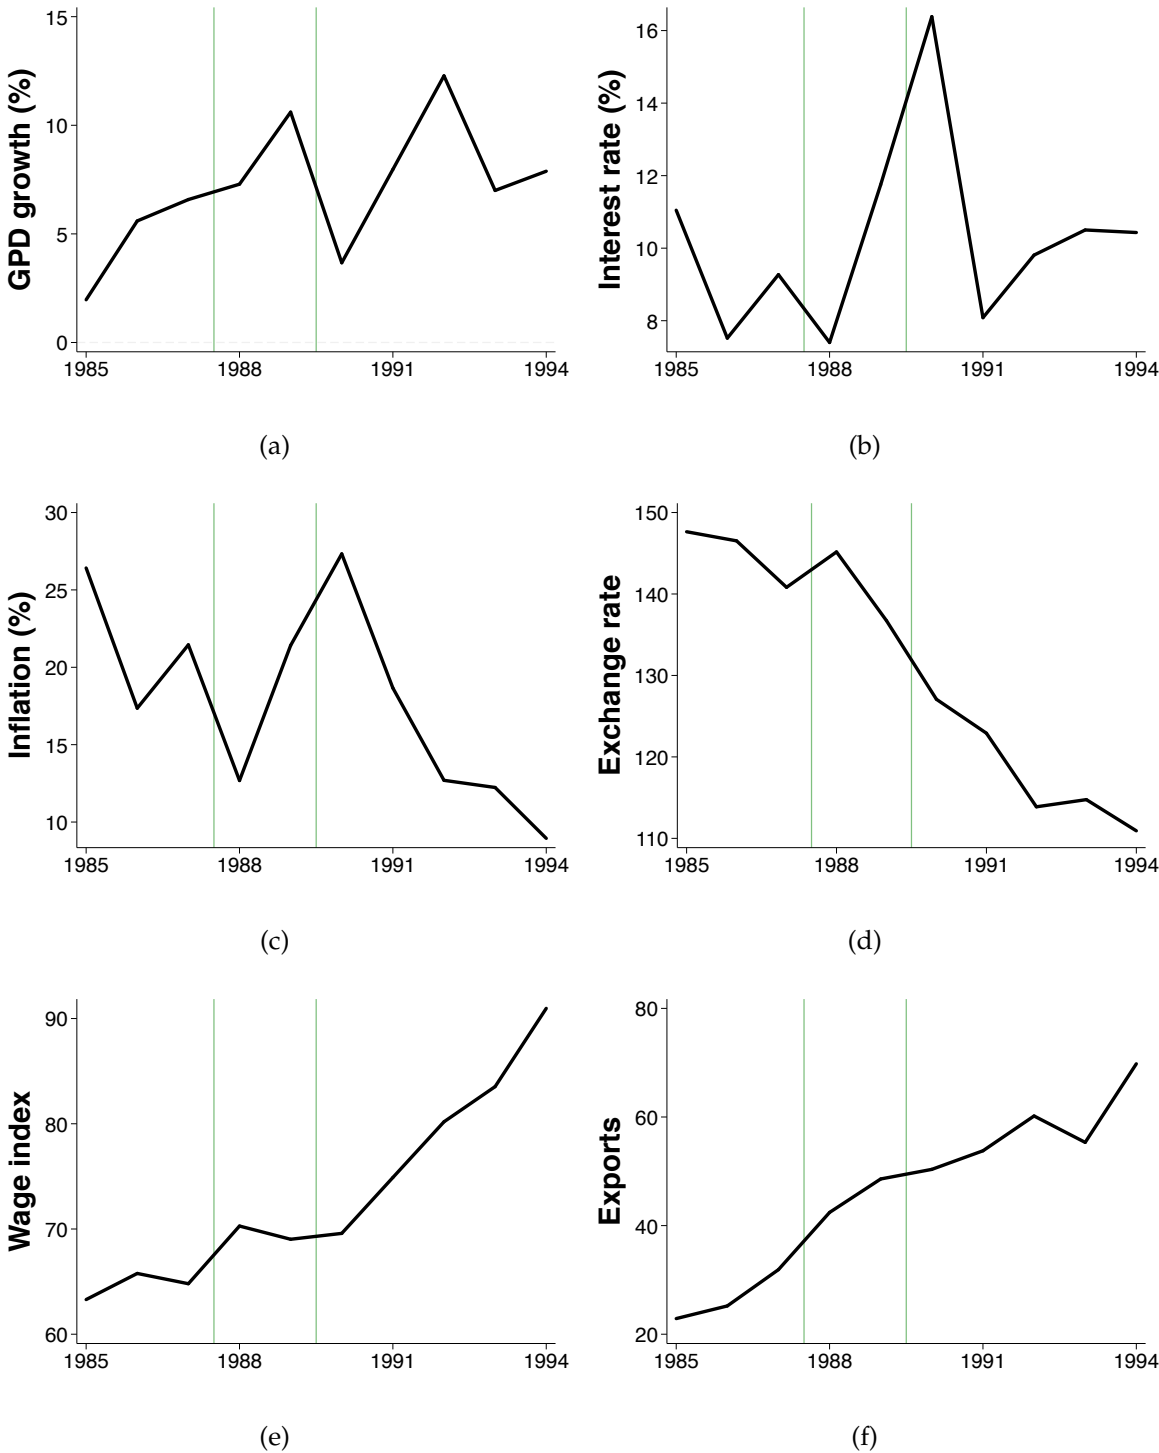 GPD growth (%)
15
10
5
0
1985 1988 1991 1994
(a)
Interest rate (%)
16
14
12
10
8
1985 1988 1991 1994
(b)
Inflation (%)
30
25
20
15
10
1985 1988 1991 1994
(c)
Exchange rate
150
140
130
120
110
1985 1988 1991 1994
(d)
Wage index
90
80
70
60
1985 1988 1991 1994
(e)
Exports
80
60
40
20
1985 1988 1991 1994
(f)